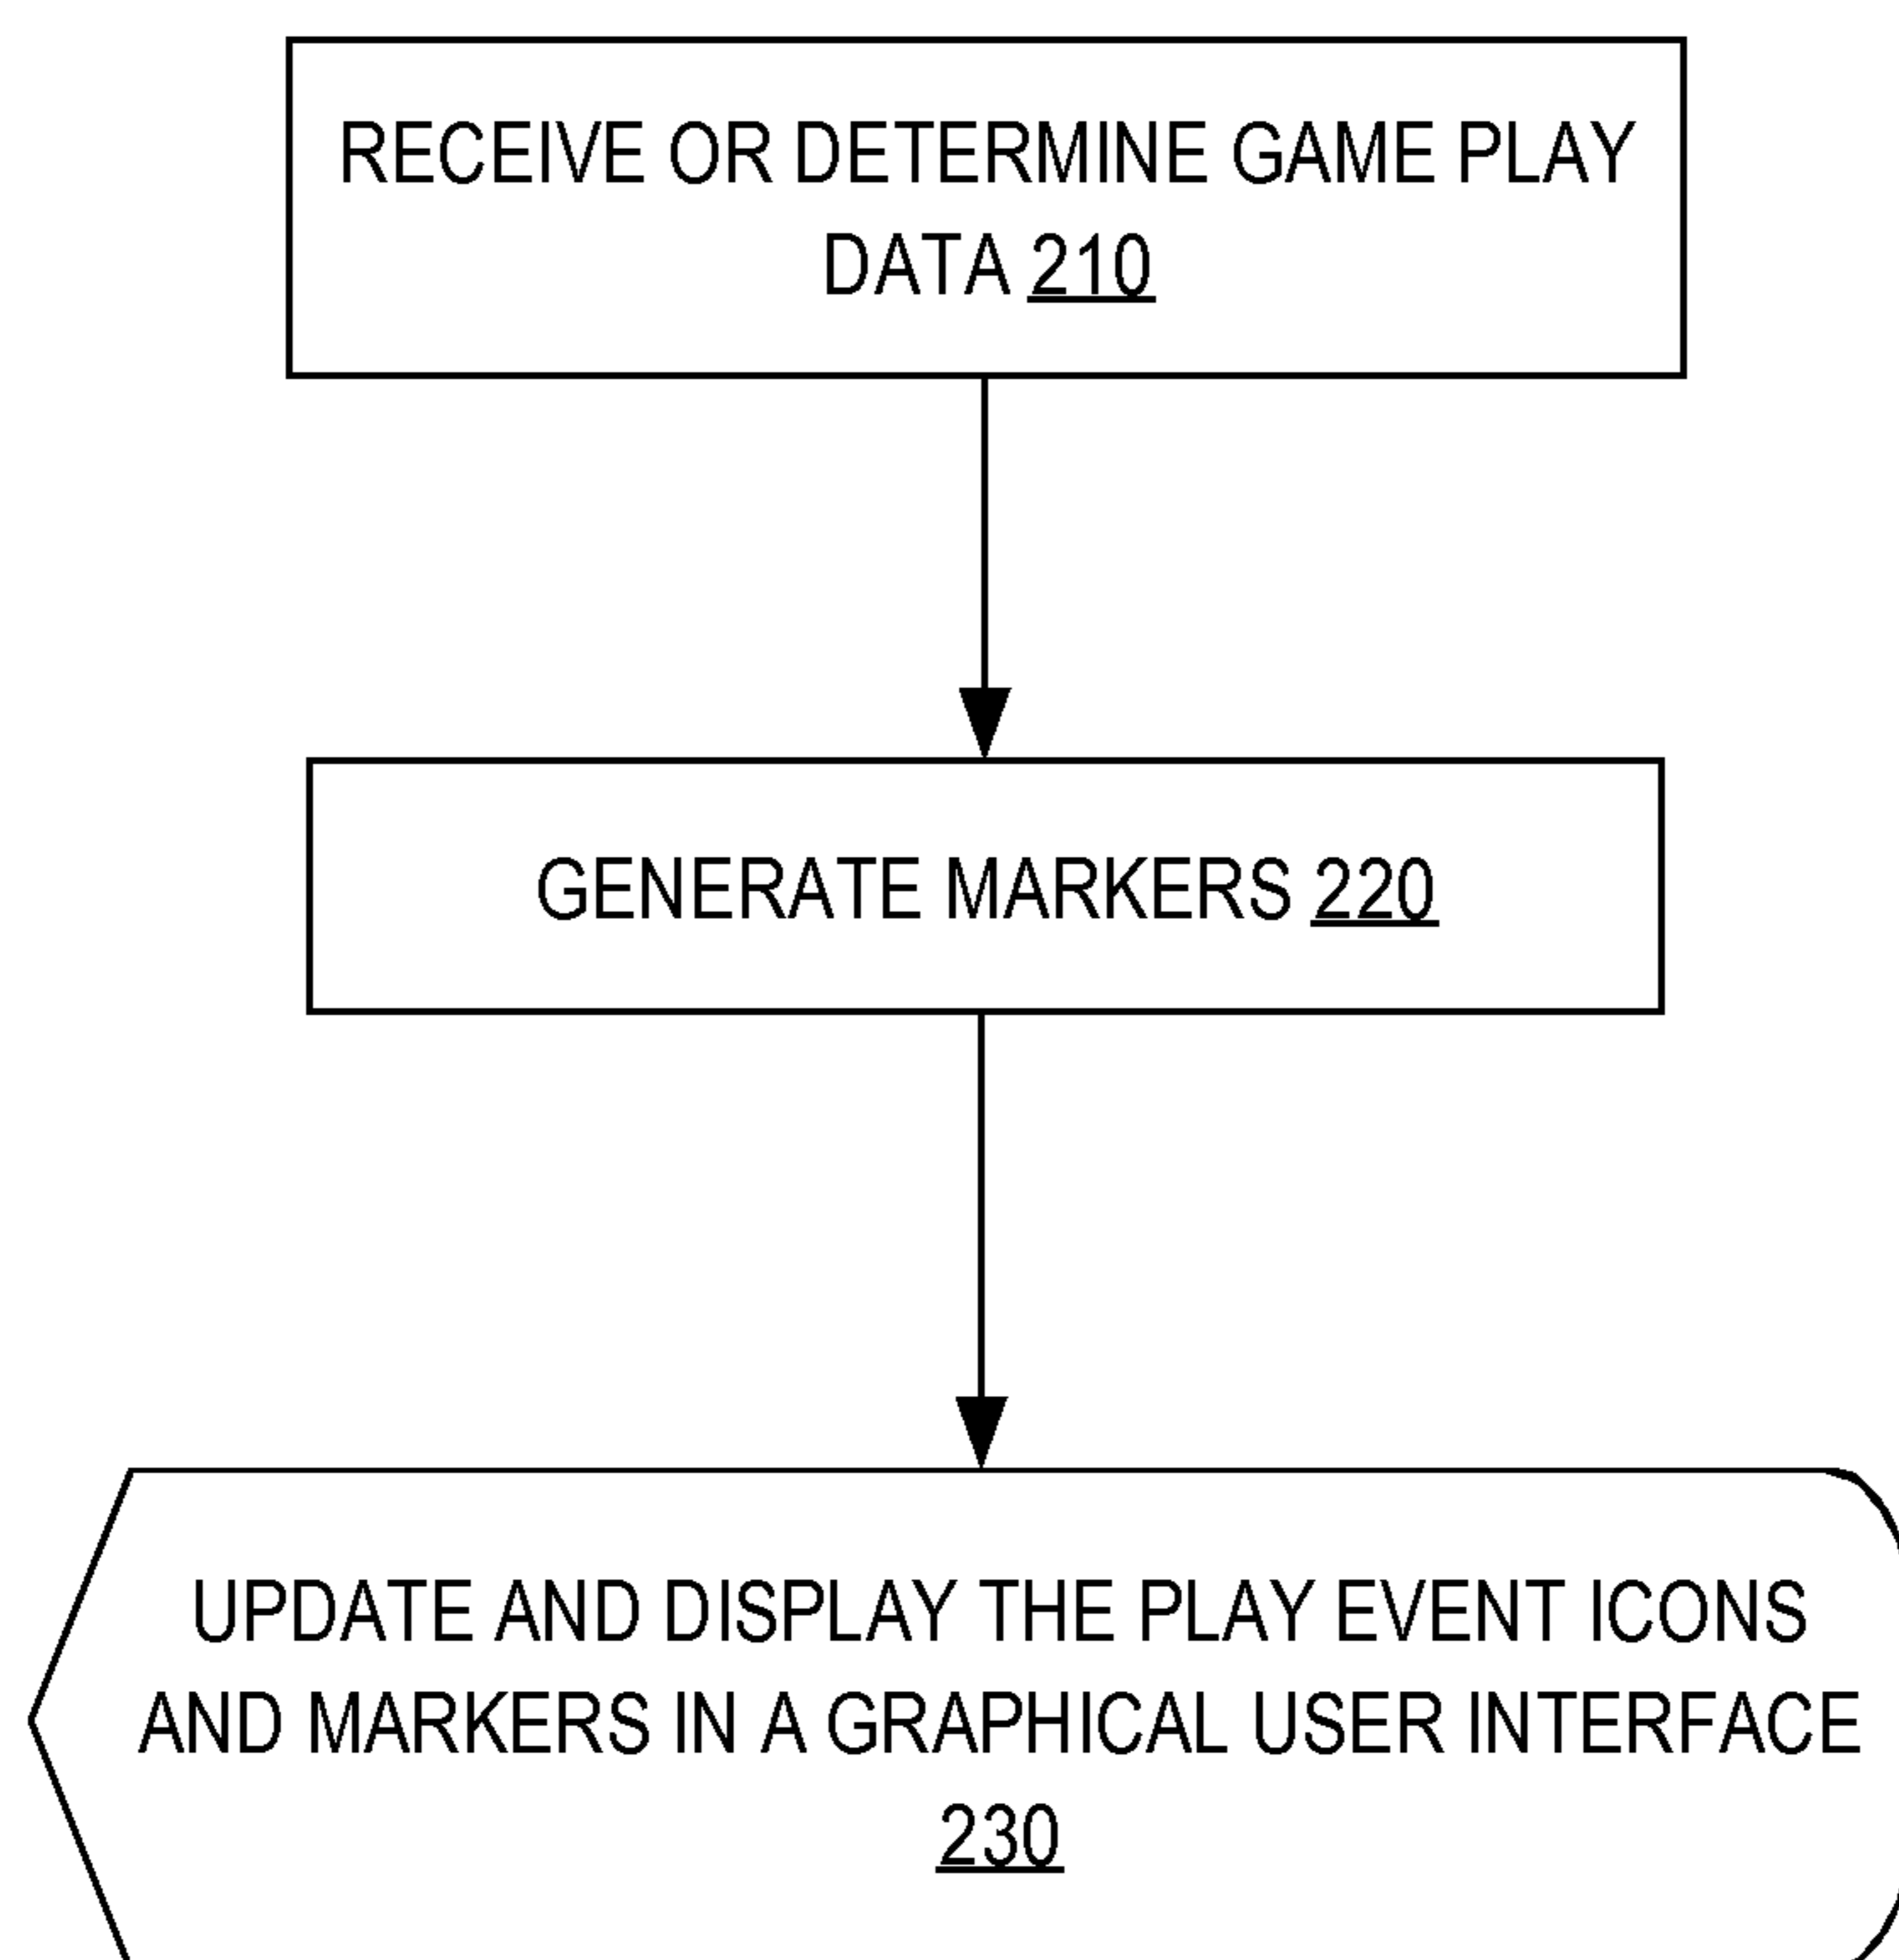 RECEIVE OR DETERMINE GAME PLAY
DATA 210
GENERATE MARKERS 220
UPDATE AND DISPLAY THE PLAY EVENT ICONS
AND MARKERS IN A GRAPHICAL USER INTERFACE
230